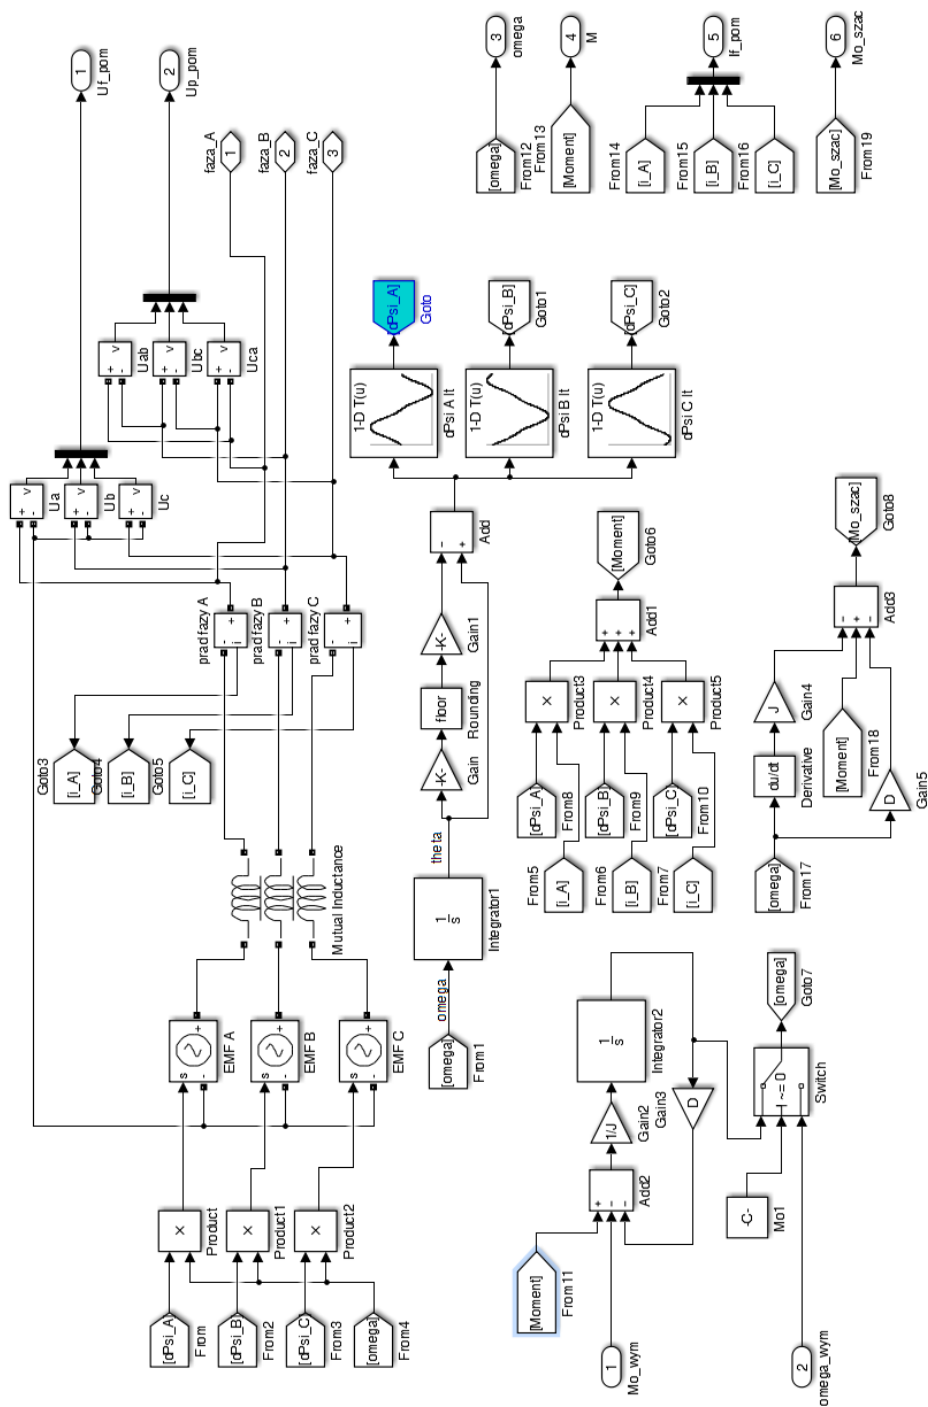 [dPsi_A]
From
[dPsi_B]
From2
[dPsi_C]
From3
[omega]
From4
×
Product
×
Product1
×
Product2
s
-
+
EMF A
s
-
+
EMF B
s
-
+
EMF C
Mutual Inductance
Goto3
[i_A]
Goto4
[i_B]
Goto5
[i_C]
prad fazy A
-
i
+
prad fazy B
-
i
+
prad fazy C
-
i
+
+
-
v
Ua
+
-
v
Ub
+
-
v
Uc
+
-
v
Uab
+
-
v
Ubc
+
-
v
Uca
1
Uf_pom
2
Up_pom
faza_A
1
faza_B
2
faza_C
3
[omega]
From1
omega
1
s
Integrator1
theta
-K-
Gain
floor
Rounding
-K-
Gain1
-
+
Add
1-D T(u)
dPsi A lt
1-D T(u)
dPsi B lt
1-D T(u)
dPsi C lt
[dPsi_A]
Goto
[dPsi_B]
Goto1
[dPsi_C]
Goto2
[omega]
From12
3
omega
From13
[Moment]
4
M
From14
[i_A]
From15
[i_B]
From16
[i_C]
5
If_pom
[Mo_szac]
From19
6
Mo_szac
[Moment]
From11
1
Mo_wym
+
-
-
Add2
1/J
Gain2
Gain3
D
1
s
Integrator2
-C-
Mo1
2
omega_wym
~= 0
Switch
[omega]
Goto7
From5
[i_A]
From6
[i_B]
From7
[i_C]
[dPsi_A]
From8
[dPsi_B]
From9
[dPsi_C]
From10
×
Product3
×
Product4
×
Product5
+
+
+
Add1
[Moment]
Goto6
[omega]
From17
du/dt
Derivative
J
Gain4
[Moment]
From18
D
Gain5
-
+
-
Add3
[Mo_szac]
Goto8